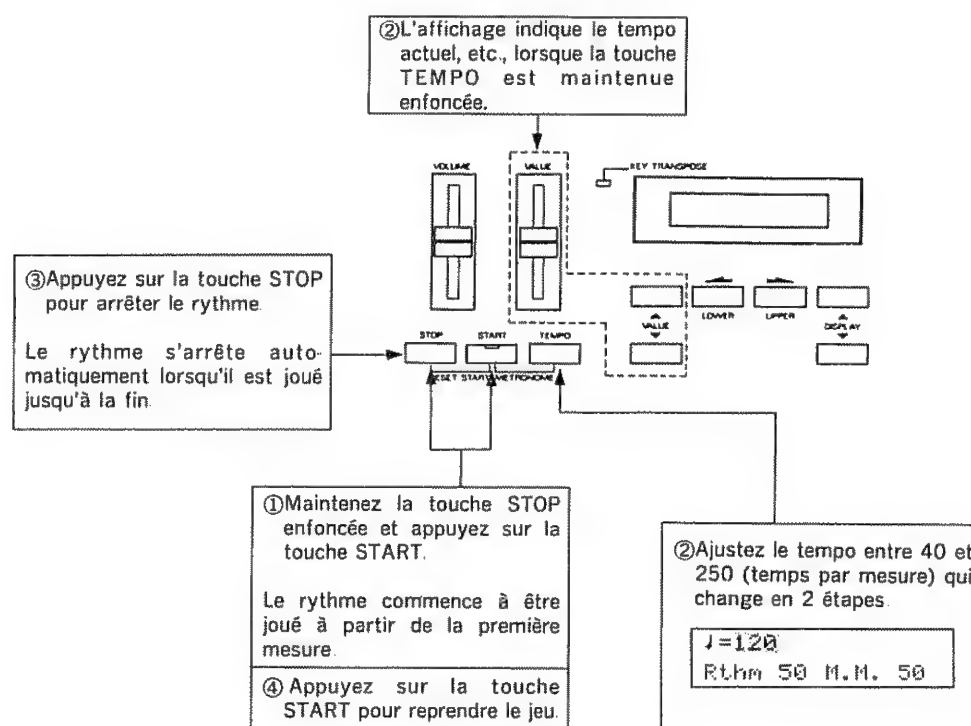 ②L'affichage indique le tempo
actuel, etc., lorsque la touche
TEMPO est maintenue
enfoncée.
VOLUME
VALUE
KEY TRANSPOSE
③Appuyez sur la touche STOP
pour arrêter le rythme.
Le rythme s'arrête auto-
matiquement lorsqu'il est joué
jusqu'à la fin.
VALUE
LOWER
UPPER
DISPLAY
STOP
START
TEMPO
RESET START
METRONOME
①Maintenez la touche STOP
enfoncée et appuyez sur la
touche START.
Le rythme commence à être
joué à partir de la première
mesure.
④ Appuyez sur la touche
START pour reprendre le jeu.
②Ajustez le tempo entre 40 et
250 (temps par mesure) qui
change en 2 étapes.
♩=120
Rthm 50 M.M. 50